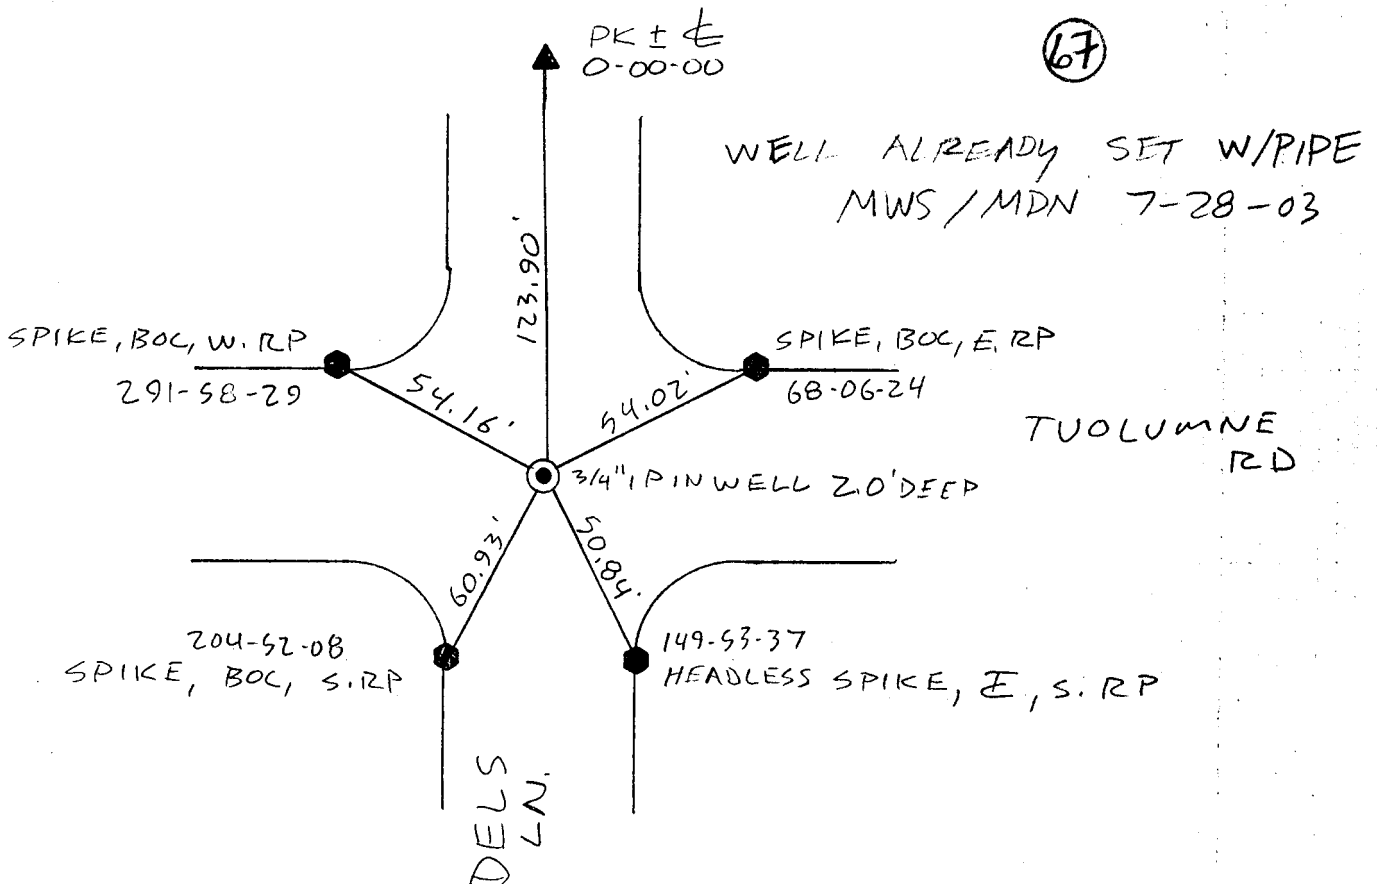 PK ± ℄
0-00-00
67
WELL ALREADY SET W/PIPE
MWS / MDN 7-28-03
123.90'
SPIKE, BOC, W. RP
291-58-29
54.16'
54.02'
SPIKE, BOC, E. RP
68-06-24
TUOLUMNE
RD
3/4" IP IN WELL 2.0' DEEP
60.93'
50.84'
204-52-08
SPIKE, BOC, S. RP
149-53-37
HEADLESS SPIKE, S. RP
DELS
LN.